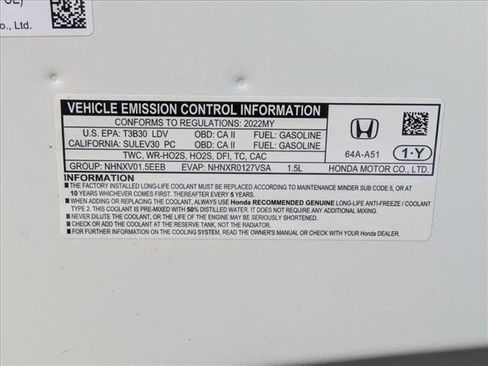 o., Ltd.
VEHICLE EMISSION CONTROL INFORMATION
CONFORMS TO REGULATIONS: 2022MY
U.S. EPA: T3B30 LDV OBD: CA II FUEL: GASOLINE
CALIFORNIA: SULEV30 PC OBD: CA II FUEL: GASOLINE
TWC, WR-HO2S, HO2S, DFI, TC, CAC
GROUP: NHNXV01.5EEB EVAP: NHNXR0127VSA 1.5L
64A-A51 1-Y
HONDA MOTOR CO., LTD.
INFORMATION
■ THE FACTORY INSTALLED LONG-LIFE COOLANT MUST BE REPLACED ACCORDING TO MAINTENANCE MINDER SUB CODE 5, OR AT
10 YEARS WHICHEVER COMES FIRST. THEREAFTER EVERY 5 YEARS.
■ WHEN ADDING OR REPLACING THE COOLANT, ALWAYS USE Honda RECOMMENDED GENUINE LONG-LIFE ANTI-FREEZE / COOLANT
TYPE 2. THIS COOLANT IS PRE-MIXED WITH 50% DISTILLED WATER. IT DOES NOT REQUIRE ANY ADDITIONAL MIXING.
■ NEVER DILUTE THE COOLANT, OR THE LIFE OF THE ENGINE MAY BE SERIOUSLY SHORTENED.
■ CHECK OR ADD THE COOLANT AT THE RESERVE TANK, NOT THE RADIATOR.
■ FOR FURTHER INFORMATION ON THE COOLING SYSTEM, READ THE OWNER'S MANUAL OR CHECK WITH YOUR Honda DEALER.